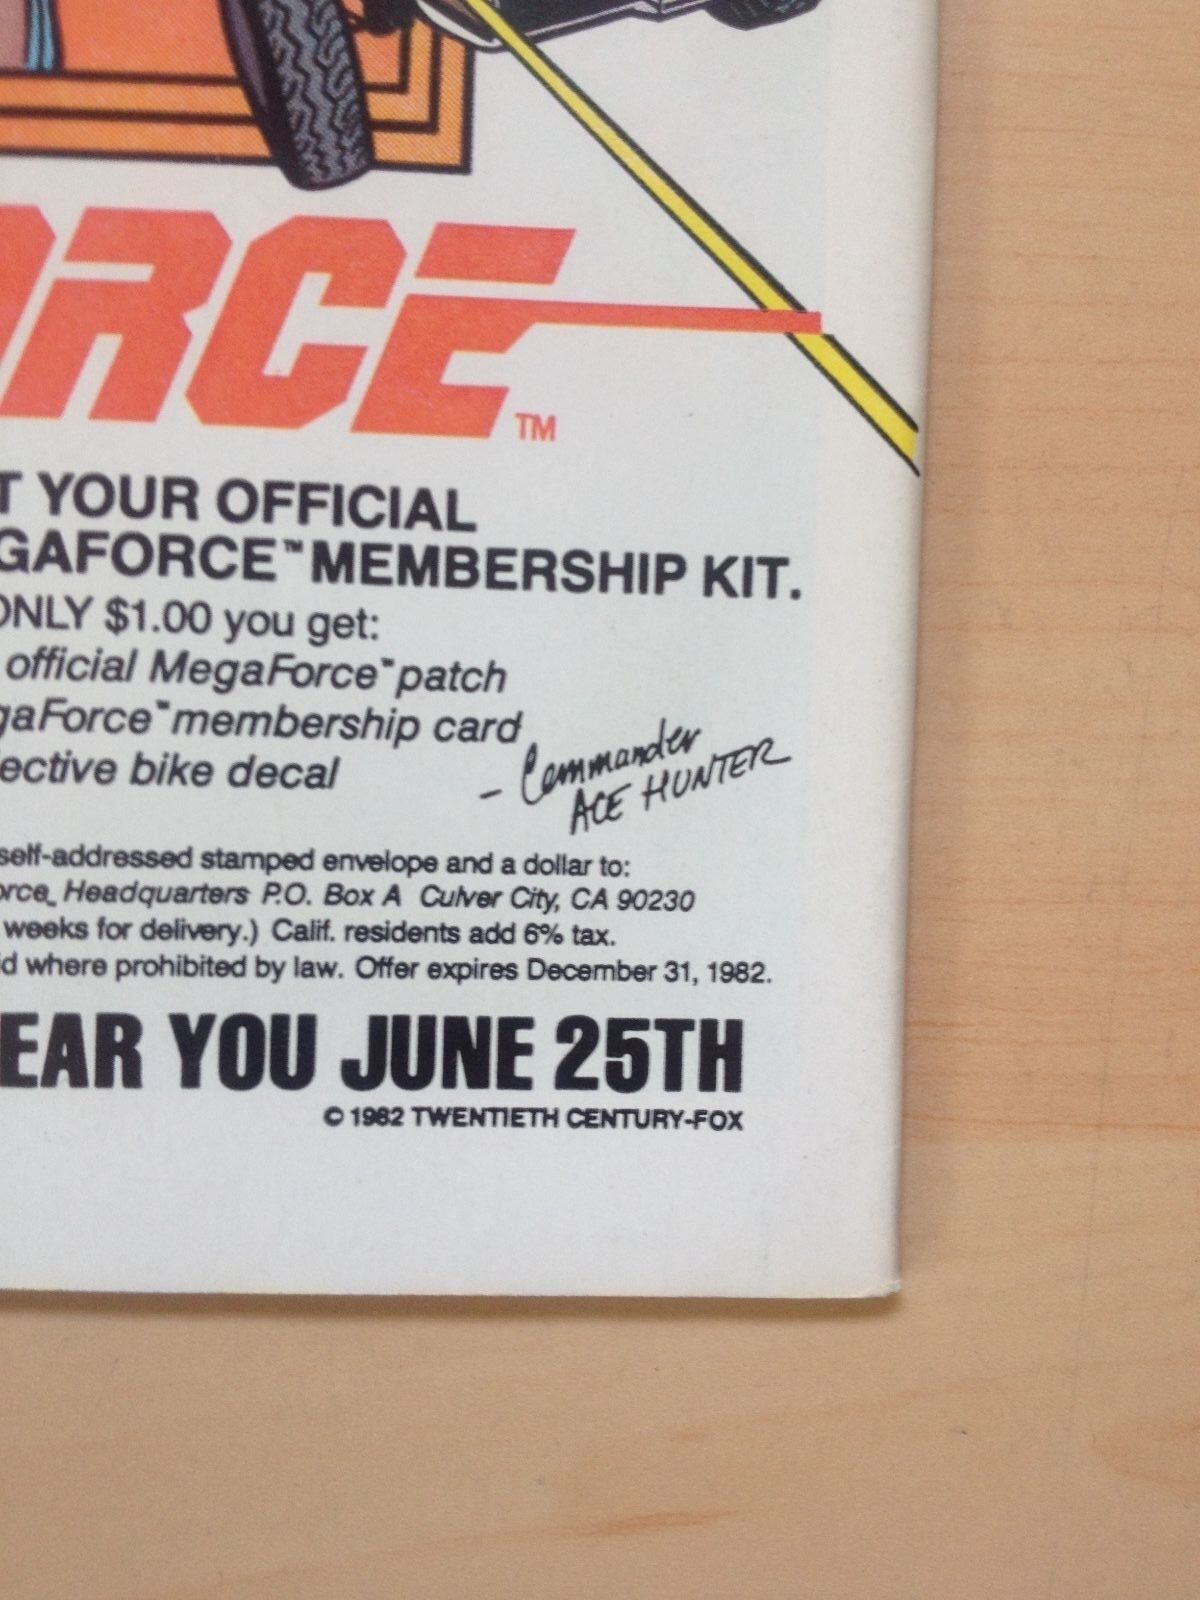 ORCE™
T YOUR OFFICIAL
GAFORCE™ MEMBERSHIP KIT.
ONLY $1.00 you get:
official MegaForce™ patch
gaForce™ membership card
ective bike decal
- Commander
ACE HUNTER
self-addressed stamped envelope and a dollar to:
orce, Headquarters P.O. Box A Culver City, CA 90230
weeks for delivery.) Calif. residents add 6% tax.
id where prohibited by law. Offer expires December 31, 1982.
EAR YOU JUNE 25TH
© 1982 TWENTIETH CENTURY-FOX